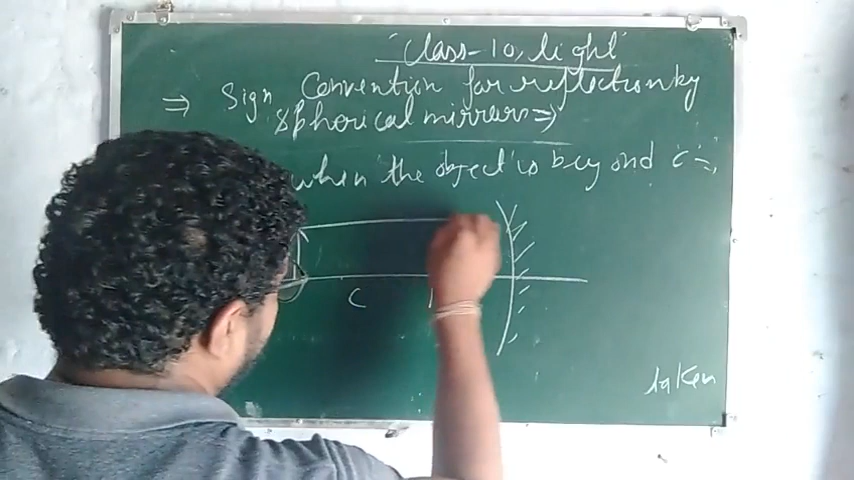 "Class-10, light"
⇒ Sign Convention for reflection by
spherical mirrors ⇒
when the object is beyond C :-
C
taken